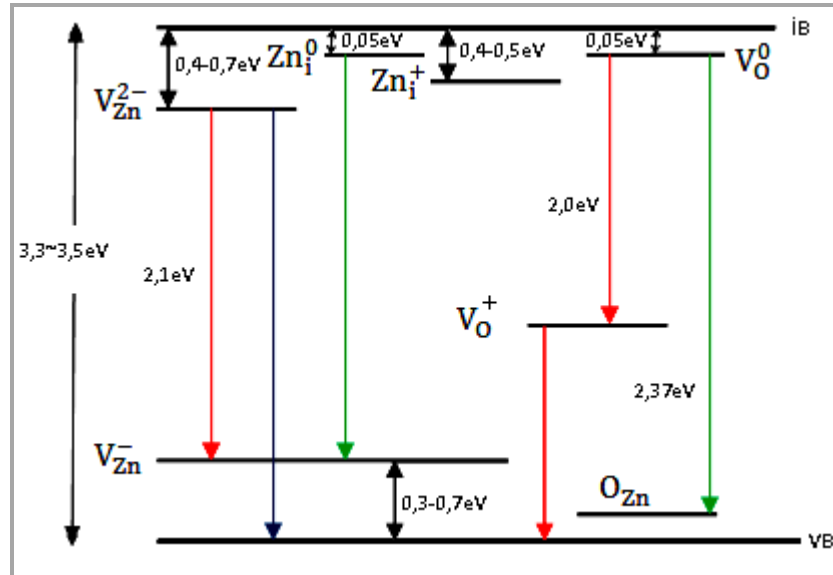 İB
0,4-0,7eV
Zn_i^0
0,05eV
0,4-0,5eV
Zn_i^+
0,05eV
V_O^0
V_Zn^2−
3,3~3,5eV
2,1eV
2,0eV
V_O^+
2,37eV
V_Zn^−
0,3-0,7eV
O_Zn
VB